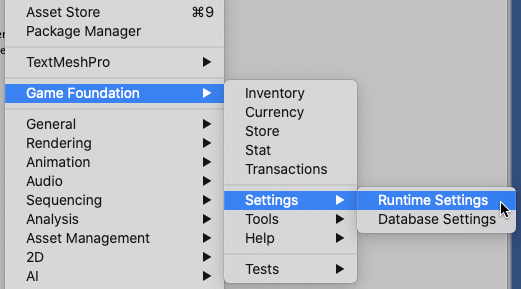 Asset Store ⌘9
Package Manager
TextMeshPro
Game Foundation
General
Rendering
Animation
Audio
Sequencing
Analysis
Asset Management
2D
AI
Inventory
Currency
Store
Stat
Transactions
Settings
Tools
Help
Tests
Runtime Settings
Database Settings